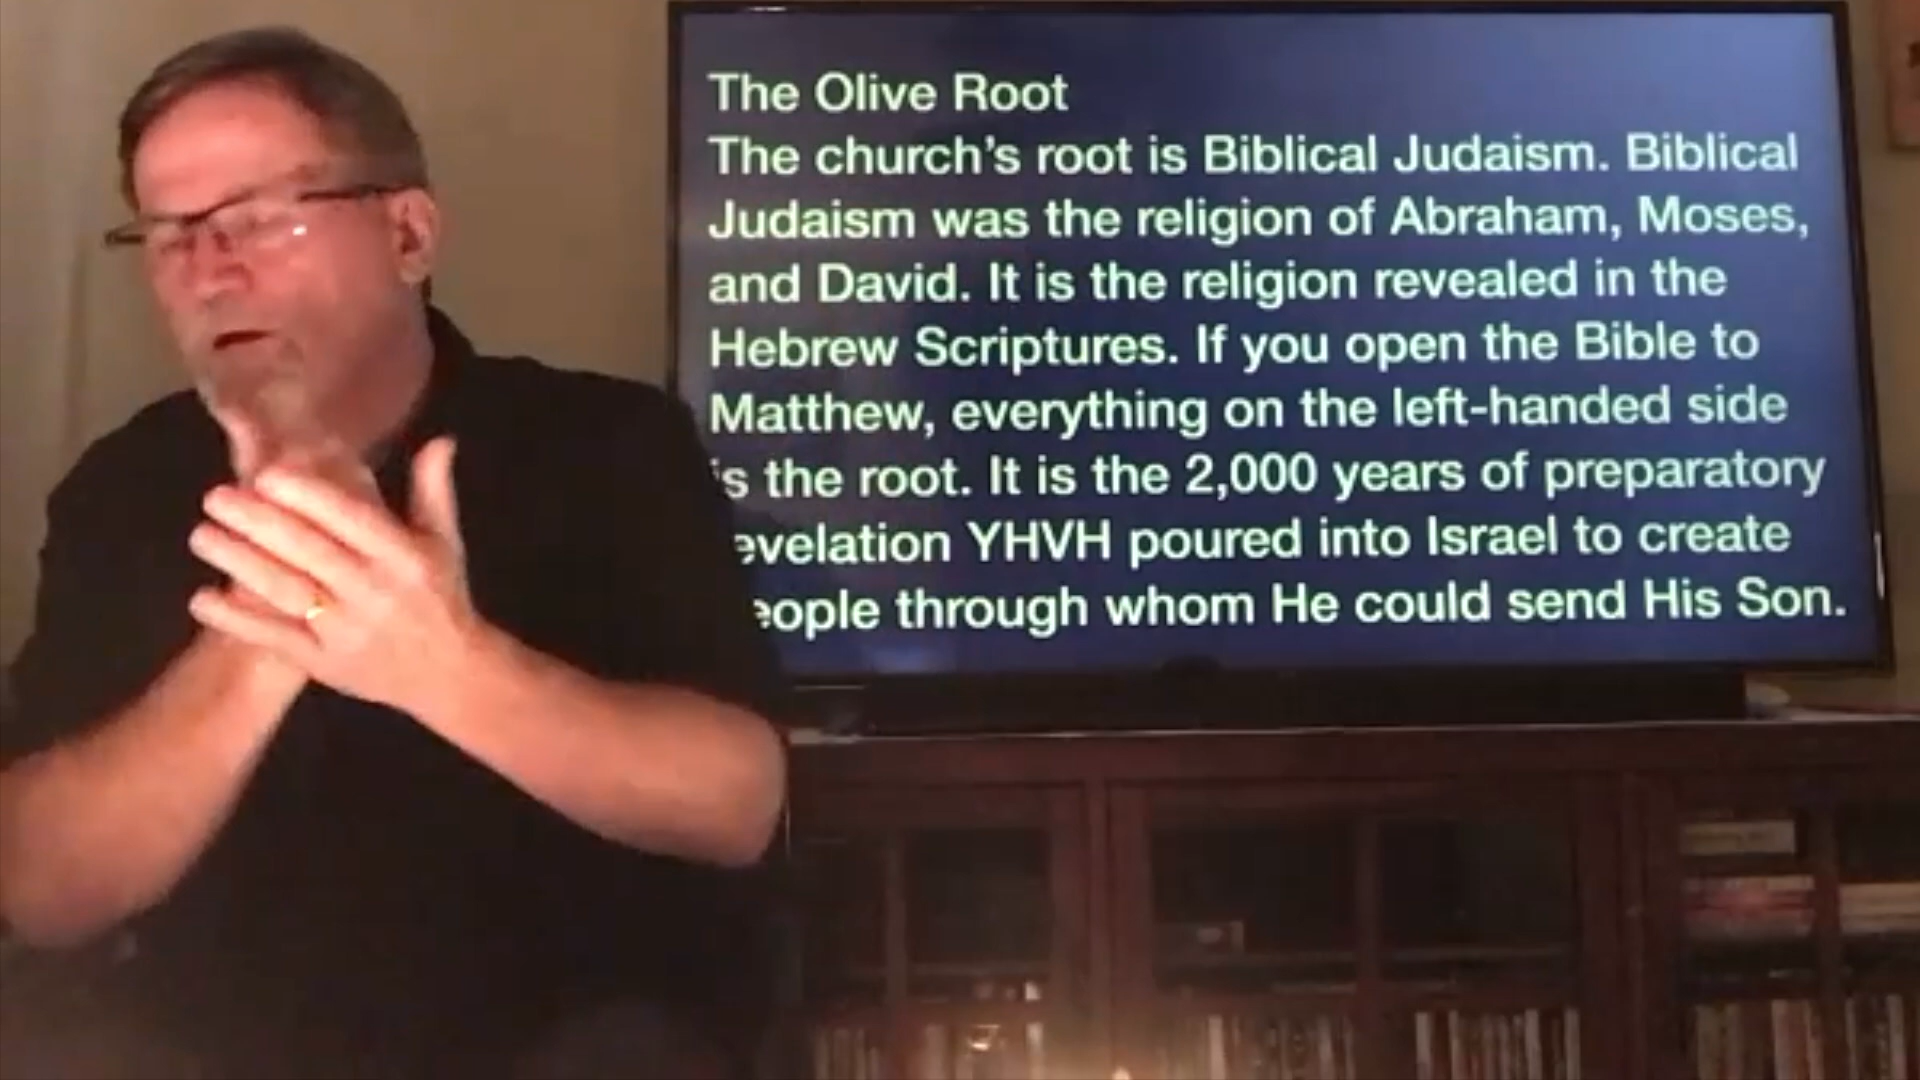 The Olive Root
The church's root is Biblical Judaism. Biblical
Judaism was the religion of Abraham, Moses,
and David. It is the religion revealed in the
Hebrew Scriptures. If you open the Bible to
Matthew, everything on the left-handed side
is the root. It is the 2,000 years of preparatory
evelation YHVH poured into Israel to create
eople through whom He could send His Son.